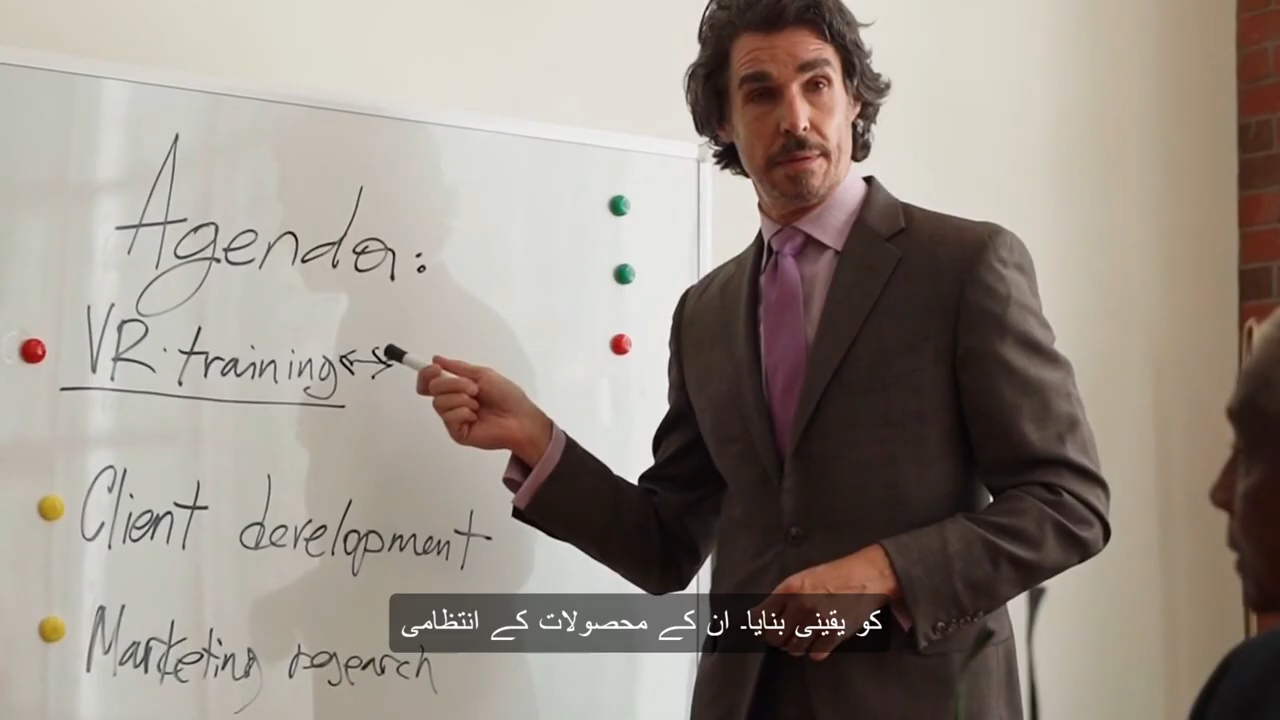 Agenda:
VR training
Client development
Marketing research
کو یقینی بنایا۔ ان کے محصولات کے انتظامی